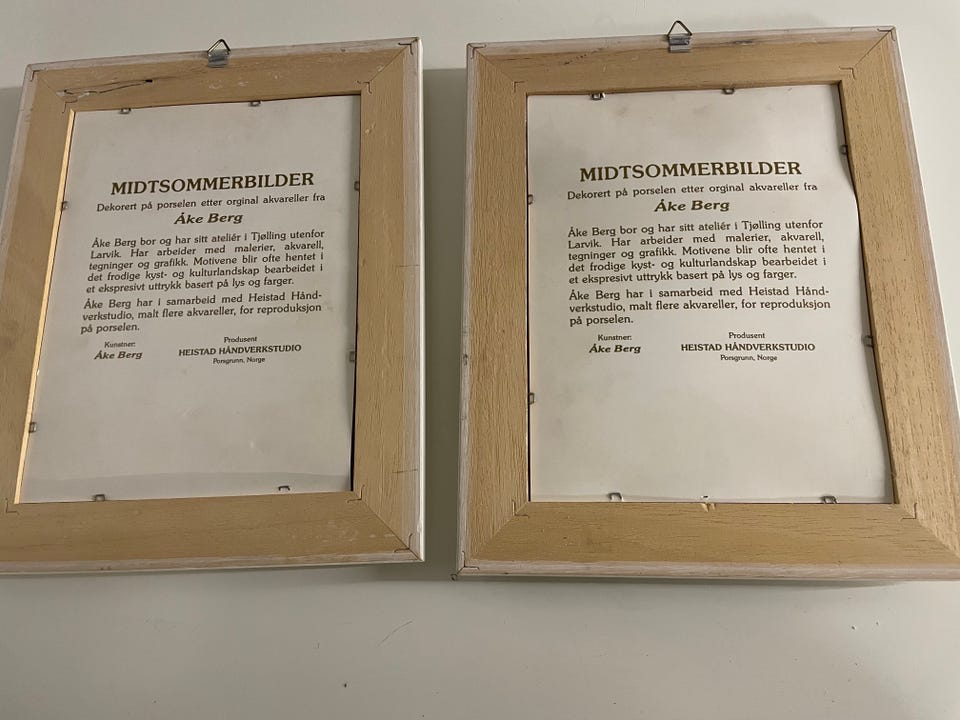 MIDTSOMMERBILDER
Dekorert på porselen etter orginal akvareller fra
Åke Berg
Åke Berg bor og har sitt ateliér i Tjølling utenfor
Larvik. Har arbeider med malerier, akvarell,
tegninger og grafikk. Motivene blir ofte hentet i
det frodige kyst- og kulturlandskap bearbeidet i
et ekspresivt uttrykk basert på lys og farger.
Åke Berg har i samarbeid med Heistad Hånd-
verkstudio, malt flere akvareller, for reproduksjon
på porselen.
Kunstner:
Åke Berg
Produsent
HEISTAD HÅNDVERKSTUDIO
Porsgrunn, Norge
MIDTSOMMERBILDER
Dekorert på porselen etter orginal akvareller fra
Åke Berg
Åke Berg bor og har sitt ateliér i Tjølling utenfor
Larvik. Har arbeider med malerier, akvarell,
tegninger og grafikk. Motivene blir ofte hentet i
det frodige kyst- og kulturlandskap bearbeidet i
et ekspresivt uttrykk basert på lys og farger.
Åke Berg har i samarbeid med Heistad Hånd-
verkstudio, malt flere akvareller, for reproduksjon
på porselen.
Kunstner:
Åke Berg
Produsent
HEISTAD HÅNDVERKSTUDIO
Porsgrunn, Norge